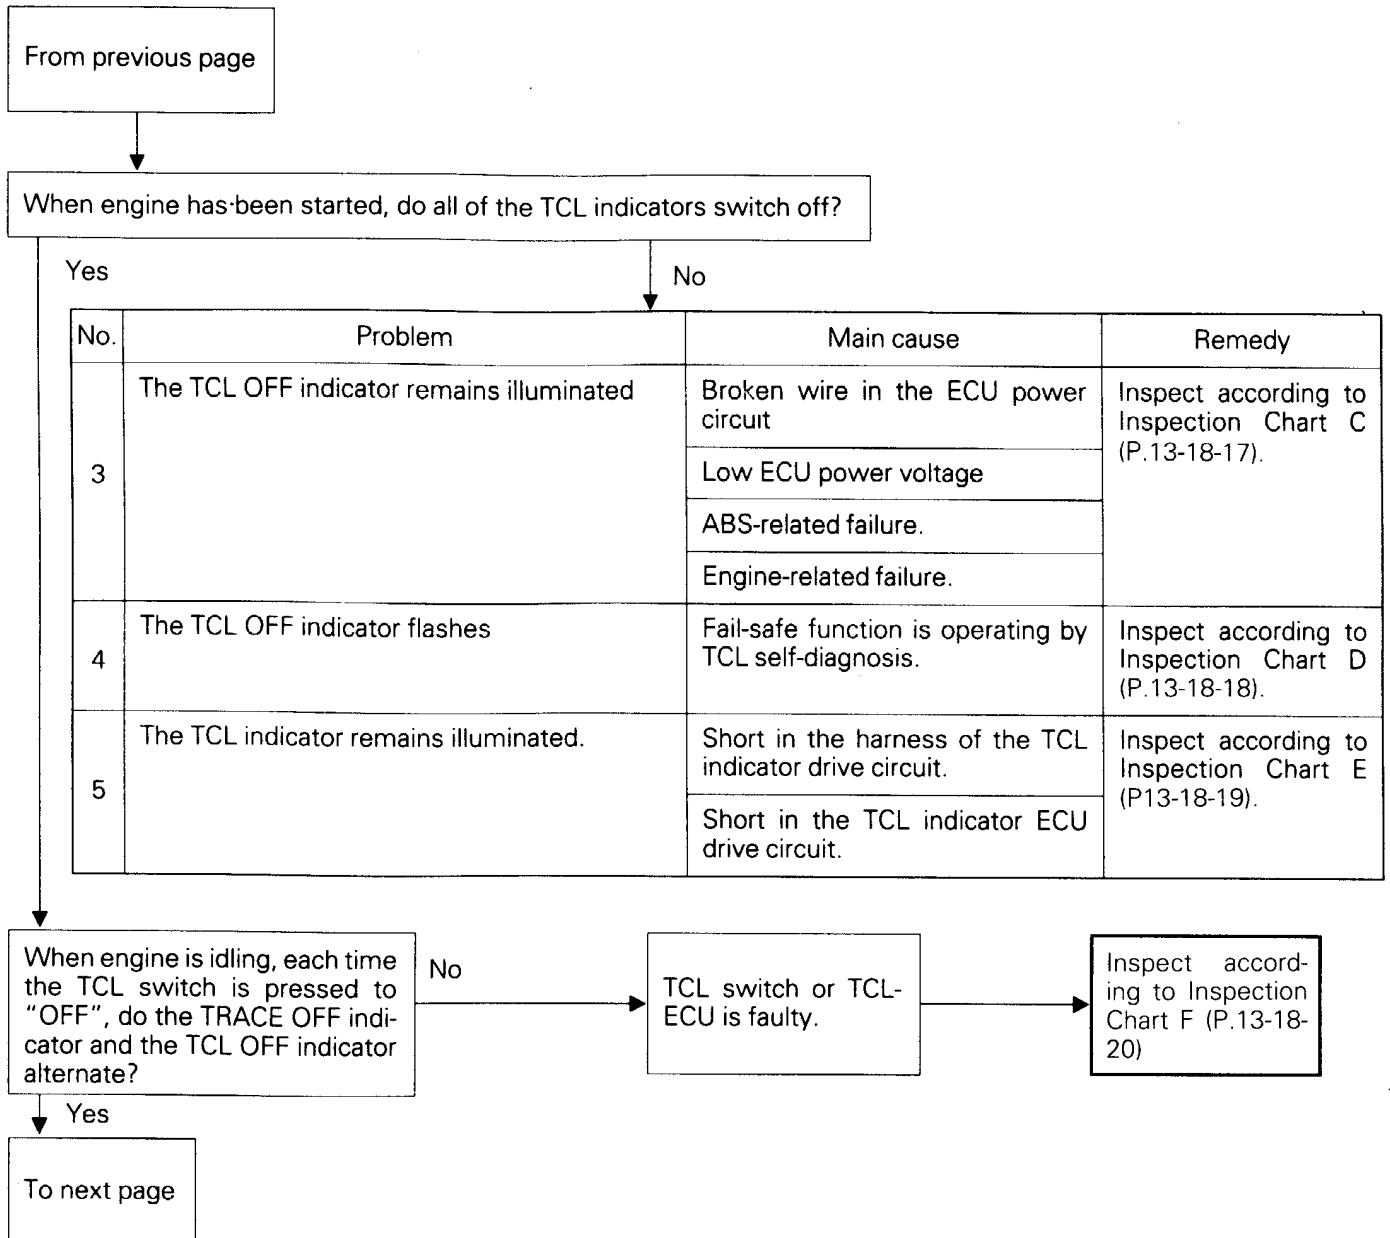 From previous page
When engine has·been started, do all of the TCL indicators switch off?
Yes
No
No.
Problem
Main cause
Remedy
3
The TCL OFF indicator remains illuminated
Broken wire in the ECU power
circuit
Low ECU power voltage
ABS-related failure.
Engine-related failure.
Inspect according to
Inspection Chart C
(P.13-18-17).
4
The TCL OFF indicator flashes
Fail-safe function is operating by
TCL self-diagnosis.
Inspect according to
Inspection Chart D
(P.13-18-18).
5
The TCL indicator remains illuminated.
Short in the harness of the TCL
indicator drive circuit.
Short in the TCL indicator ECU
drive circuit.
Inspect according to
Inspection Chart E
(P13-18-19).
When engine is idling, each time
the TCL switch is pressed to
"OFF", do the TRACE OFF indi-
cator and the TCL OFF indicator
alternate?
No
TCL switch or TCL-
ECU is faulty.
Inspect accord-
ing to Inspection
Chart F (P.13-18-
20)
Yes
To next page